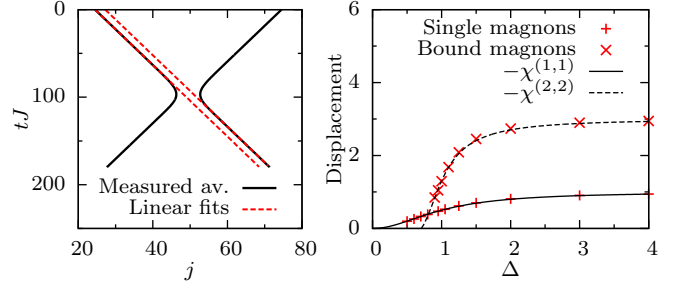 0
100
200
tJ
20
40
60
80
j
Measured av.
Linear fits
6
4
2
0
Displacement
0
1
2
3
4
Δ
Single magnons
Bound magnons
−χ^(1,1)
−χ^(2,2)